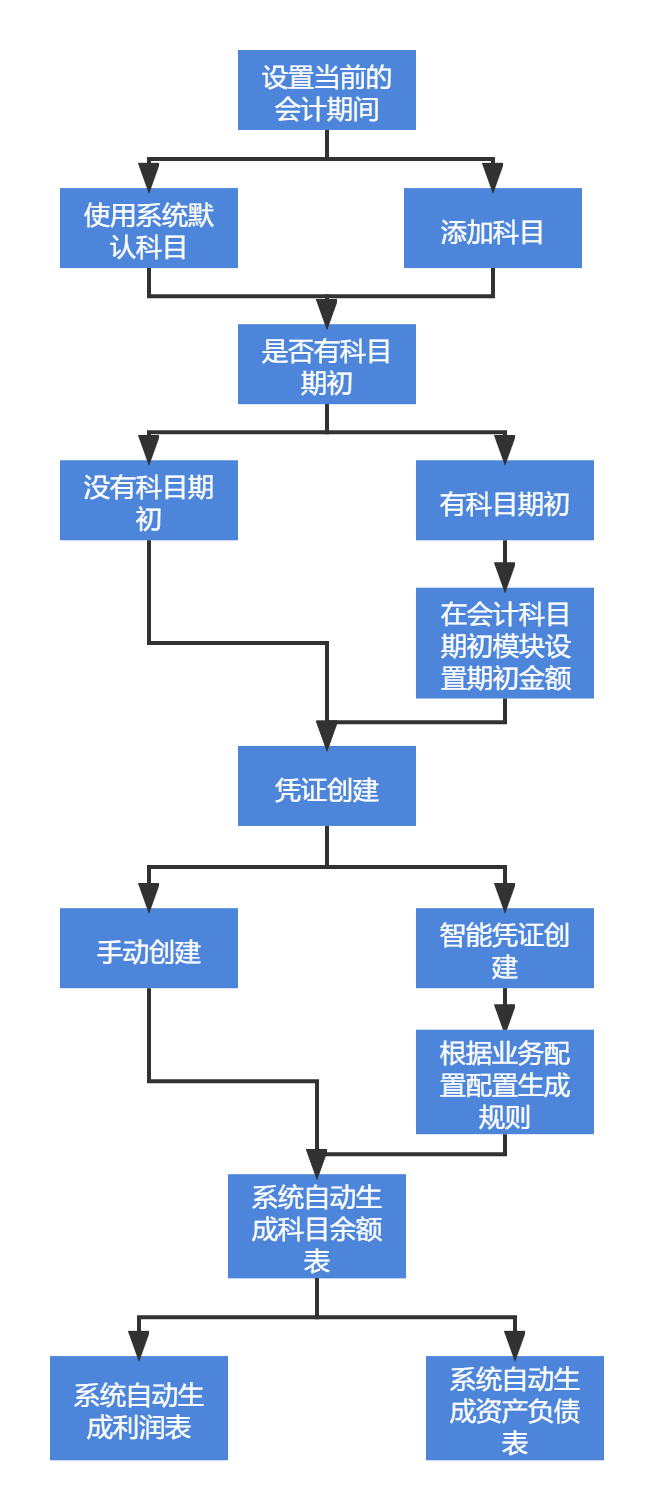 设置当前的
会计期间
使用系统默
认科目
添加科目
是否有科目
期初
没有科目期
初
有科目期初
在会计科目
期初模块设
置期初金额
凭证创建
手动创建
智能凭证创
建
根据业务配
置配置生成
规则
系统自动生
成科目余额
表
系统自动生
成利润表
系统自动生
成资产负债
表